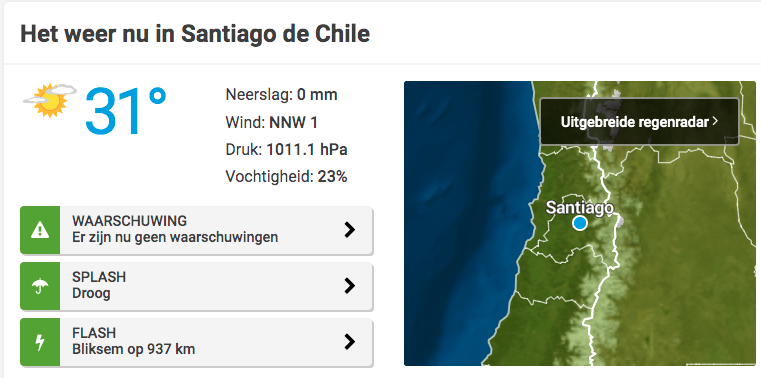 Het weer nu in Santiago de Chile
31°
Neerslag: 0 mm
Wind: NNW 1
Druk: 1011.1 hPa
Vochtigheid: 23%
WAARSCHUWING
Er zijn nu geen waarschuwingen
SPLASH
Droog
FLASH
Bliksem op 937 km
Uitgebreide regenradar
Santiago